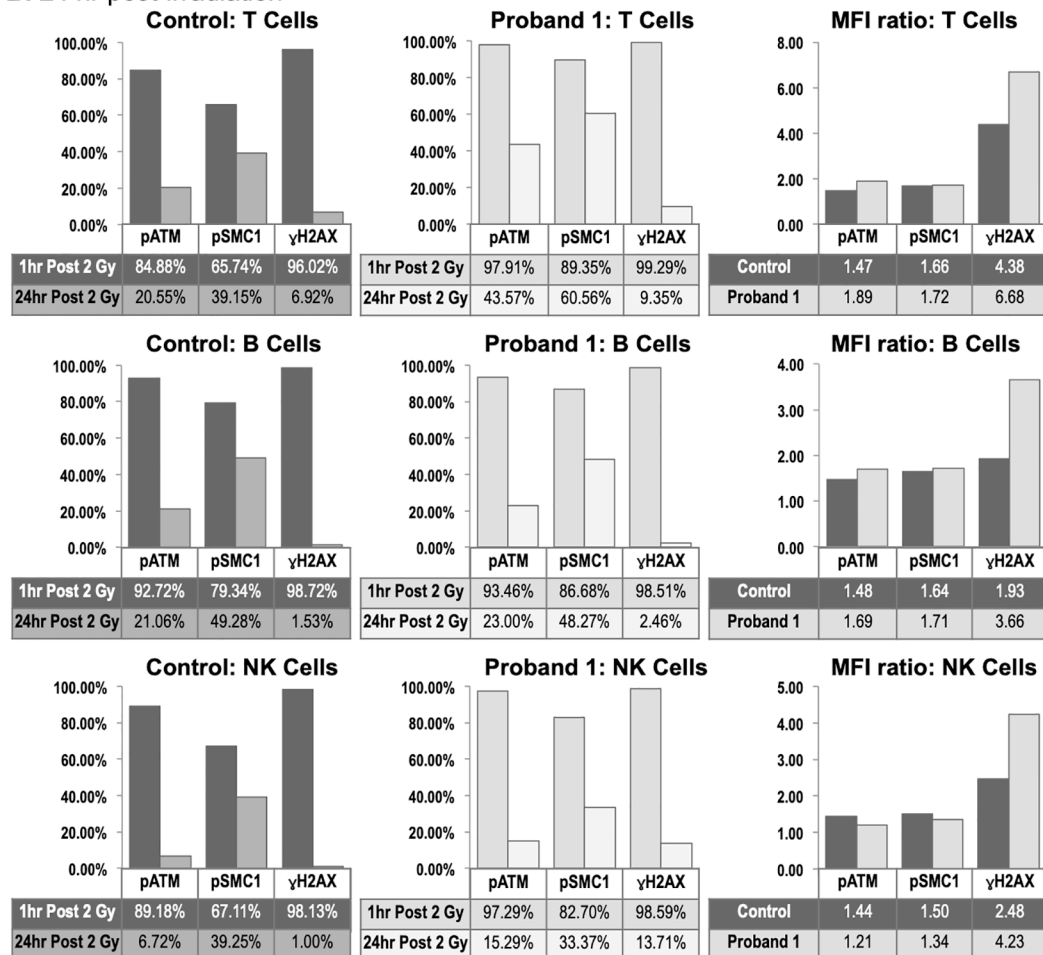 Control: T Cells Proband 1: T Cells MFI ratio: T Cells
100.00% 100.00% 8.00
80.00% 80.00% 6.00
60.00% 60.00% 4.00
40.00% 40.00% 2.00
20.00% 20.00% 0.00
0.00% 0.00%
pATM pSMC1 γH2AX pATM pSMC1 γH2AX pATM pSMC1 γH2AX
1hr Post 2 Gy 84.88% 65.74% 96.02% 1hr Post 2 Gy 97.91% 89.35% 99.29% Control 1.47 1.66 4.38
24hr Post 2 Gy 20.55% 39.15% 6.92% 24hr Post 2 Gy 43.57% 60.56% 9.35% Proband 1 1.89 1.72 6.68
Control: B Cells Proband 1: B Cells MFI ratio: B Cells
100.00% 100.00% 4.00
80.00% 80.00% 3.00
60.00% 60.00% 2.00
40.00% 40.00% 1.00
20.00% 20.00% 0.00
0.00% 0.00%
pATM pSMC1 γH2AX pATM pSMC1 γH2AX pATM pSMC1 γH2AX
1hr Post 2 Gy 92.72% 79.34% 98.72% 1hr Post 2 Gy 93.46% 86.68% 98.51% Control 1.48 1.64 1.93
24hr Post 2 Gy 21.06% 49.28% 1.53% 24hr Post 2 Gy 23.00% 48.27% 2.46% Proband 1 1.69 1.71 3.66
Control: NK Cells Proband 1: NK Cells MFI ratio: NK Cells
100.00% 100.00% 5.00
80.00% 80.00% 4.00
60.00% 60.00% 3.00
40.00% 40.00% 2.00
20.00% 20.00% 1.00
0.00% 0.00% 0.00
pATM pSMC1 γH2AX pATM pSMC1 γH2AX pATM pSMC1 γH2AX
1hr Post 2 Gy 89.18% 67.11% 98.13% 1hr Post 2 Gy 97.29% 82.70% 98.59% Control 1.44 1.50 2.48
24hr Post 2 Gy 6.72% 39.25% 1.00% 24hr Post 2 Gy 15.29% 33.37% 13.71% Proband 1 1.21 1.34 4.23